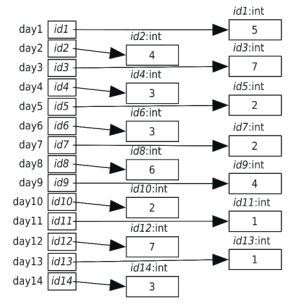 id1:int
day1 id1 5
day2 id2 id2:int
4
id3:int
day3 id3 7
id4:int
day4 id4 3
id5:int
day5 id5 2
id6:int
day6 id6 3
id7:int
day7 id7 2
id8:int
day8 id8 6
id9:int
day9 id9 4
id10:int
day10 id10 2
id11:int
day11 id11 1
id12:int
day12 id12 7
id13:int
day13 id13 1
id14:int
day14 id14 3